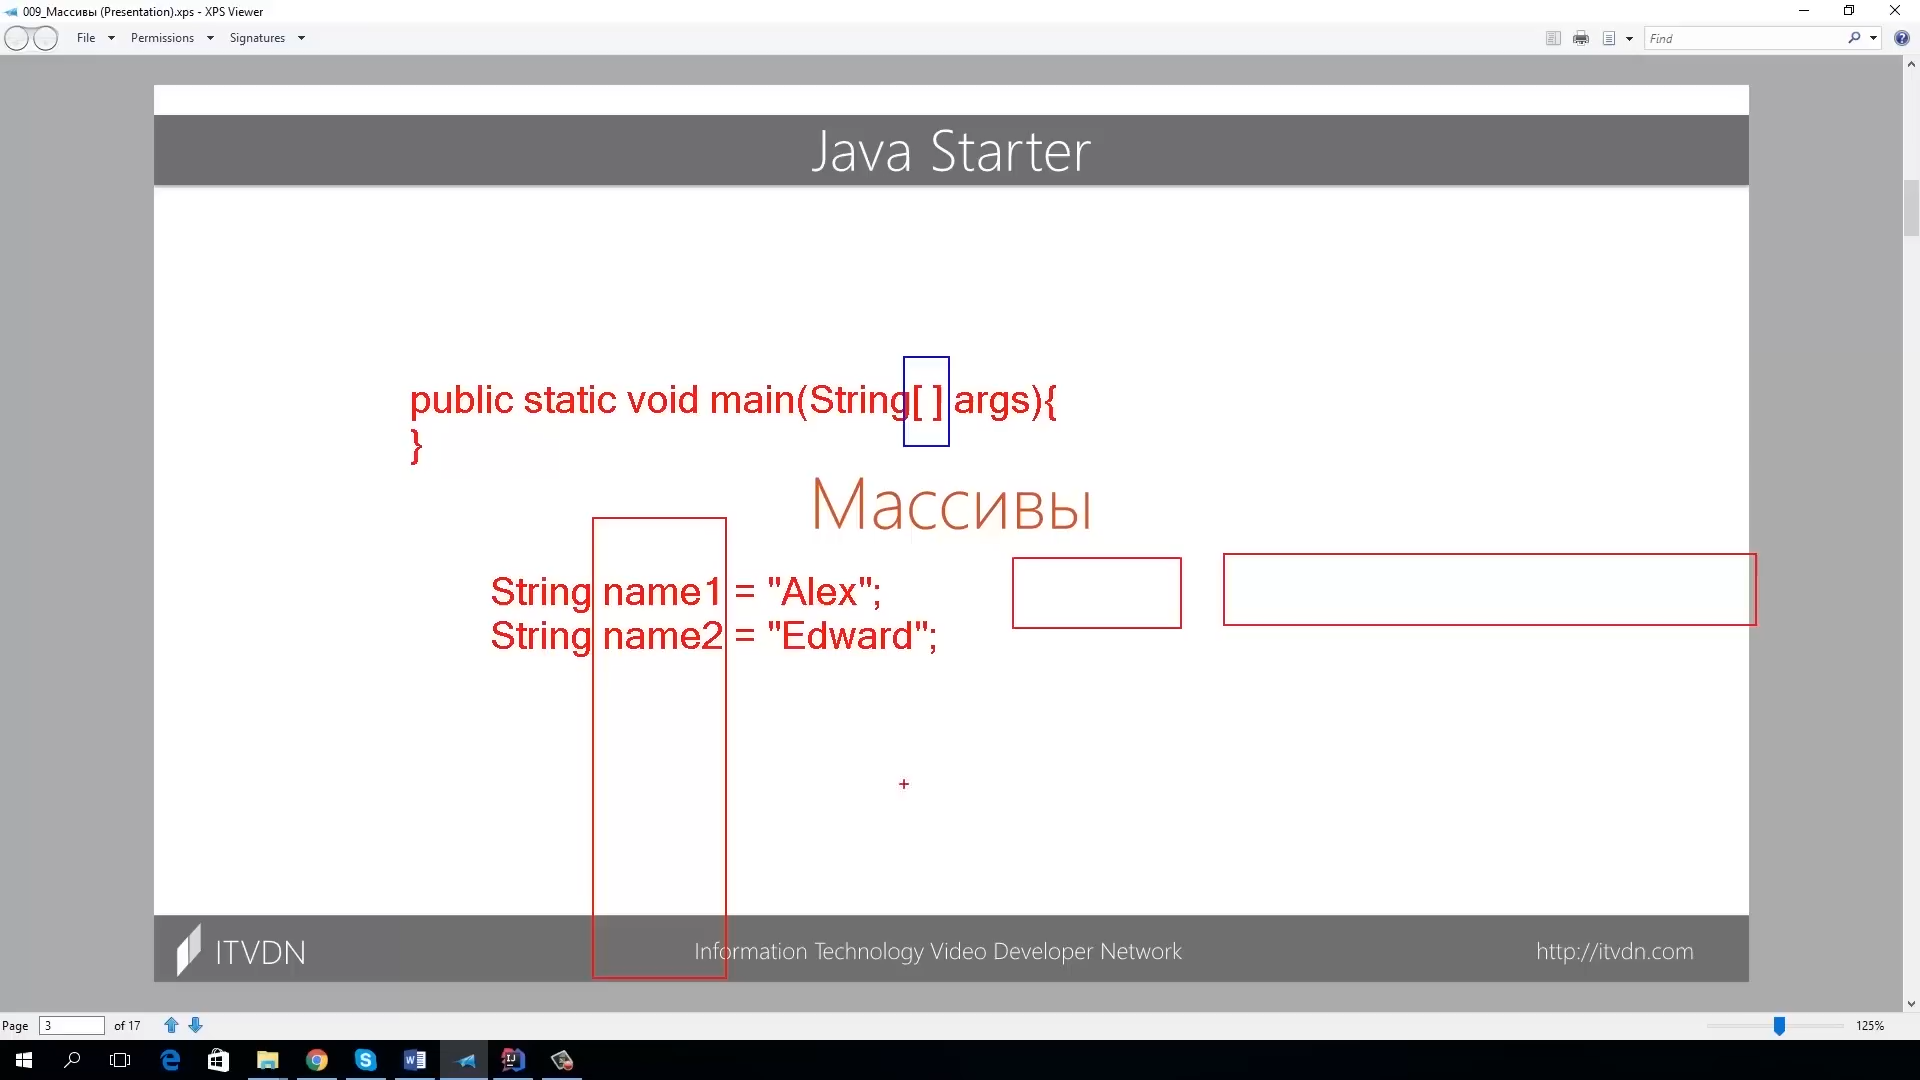 009_Массивы (Presentation).xps - XPS Viewer
File Permissions Signatures Find
Java Starter
public static void main(String[ ] args){
}
Массивы
String name1 = "Alex";
String name2 = "Edward";
ITVDN Information Technology Video Developer Network http://itvdn.com
Page 3 of 17 125%